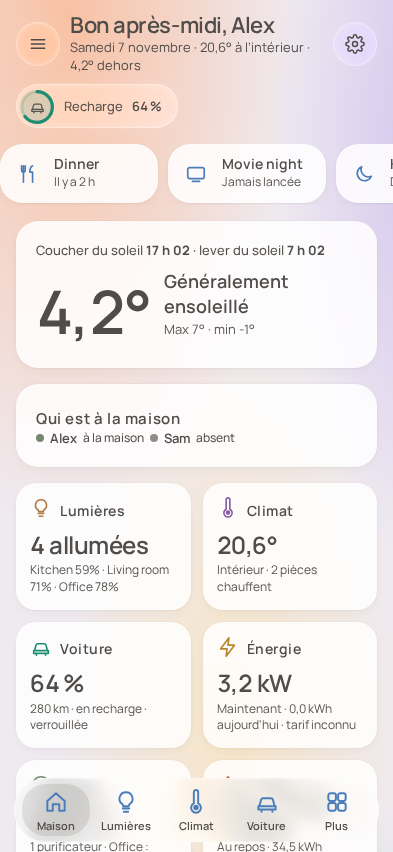 Bon après-midi, Alex
Samedi 7 novembre · 20,6° à l'intérieur ·
4,2° dehors
Recharge 64 %
Dinner
Il y a 2 h
Movie night
Jamais lancée
Coucher du soleil 17 h 02 · lever du soleil 7 h 02
4,2°
Généralement
ensoleillé
Max 7° · min -1°
Qui est à la maison
Alex à la maison Sam absent
Lumières
4 allumées
Kitchen 59% · Living room
71% · Office 78%
Climat
20,6°
Intérieur · 2 pièces
chauffent
Voiture
64 %
280 km · en recharge ·
verrouillée
Énergie
3,2 kW
Maintenant · 0,0 kWh
aujourd'hui · tarif inconnu
Maison
Lumières
Climat
Voiture
Plus
1 purificateur · Office :
Au repos · 34,5 kWh